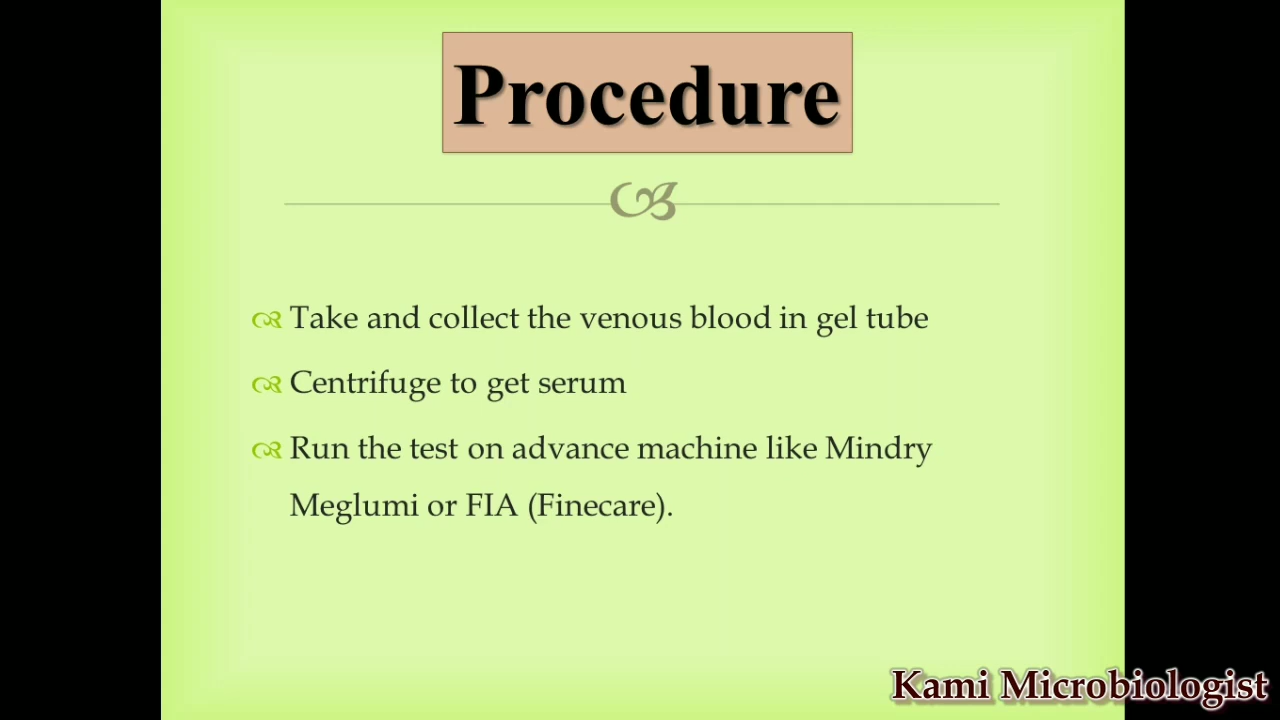 Procedure
Take and collect the venous blood in gel tube
Centrifuge to get serum
Run the test on advance machine like Mindry
Meglumi or FIA (Finecare).
Kami Microbiologist